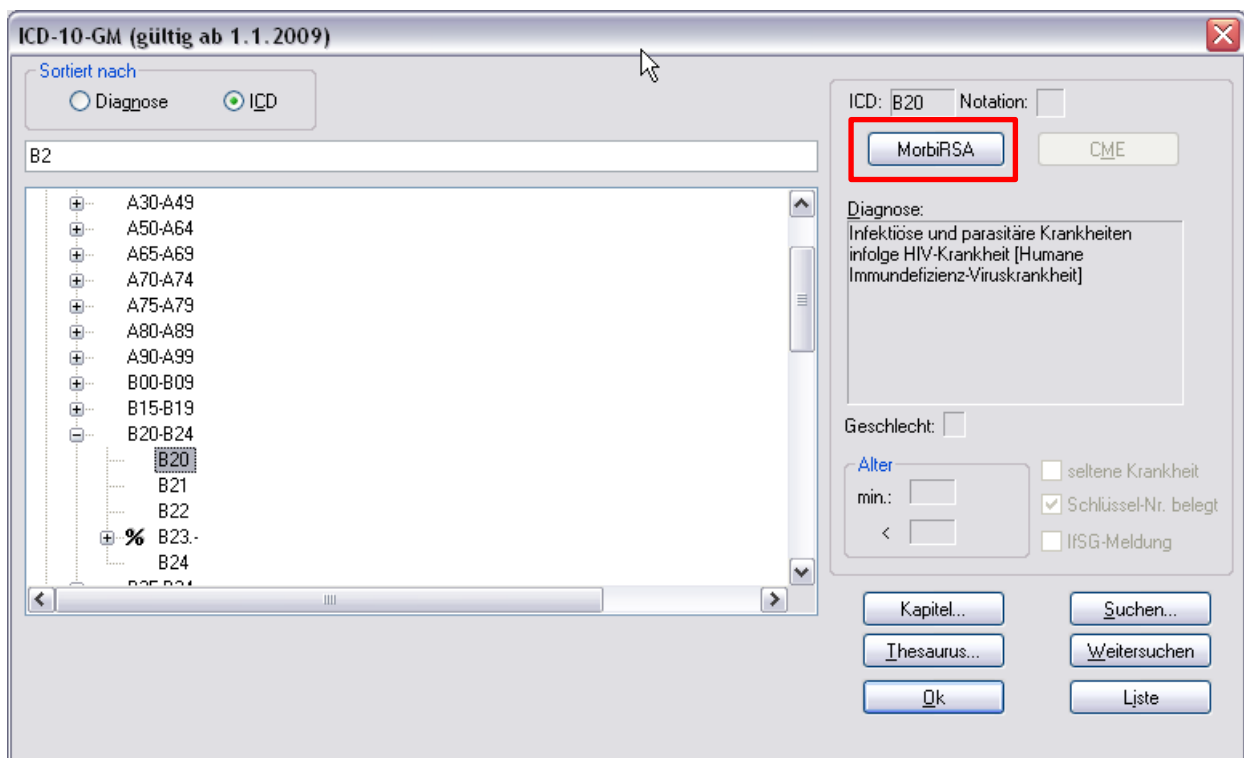 ICD-10-GM (gültig ab 1.1.2009)
Sortiert nach
Diagnose ICD
B2
A30-A49
A50-A64
A65-A69
A70-A74
A75-A79
A80-A89
A90-A99
B00-B09
B15-B19
B20-B24
B20
B21
B22
% B23.-
B24
ICD: B20 Notation:
MorbiRSA CME
Diagnose:
Infektiöse und parasitäre Krankheiten
infolge HIV-Krankheit [Humane
Immundefizienz-Viruskrankheit]
Geschlecht:
Alter
min.:
<
seltene Krankheit
Schlüssel-Nr. belegt
IfSG-Meldung
Kapitel... Suchen...
Thesaurus... Weitersuchen
Ok Liste